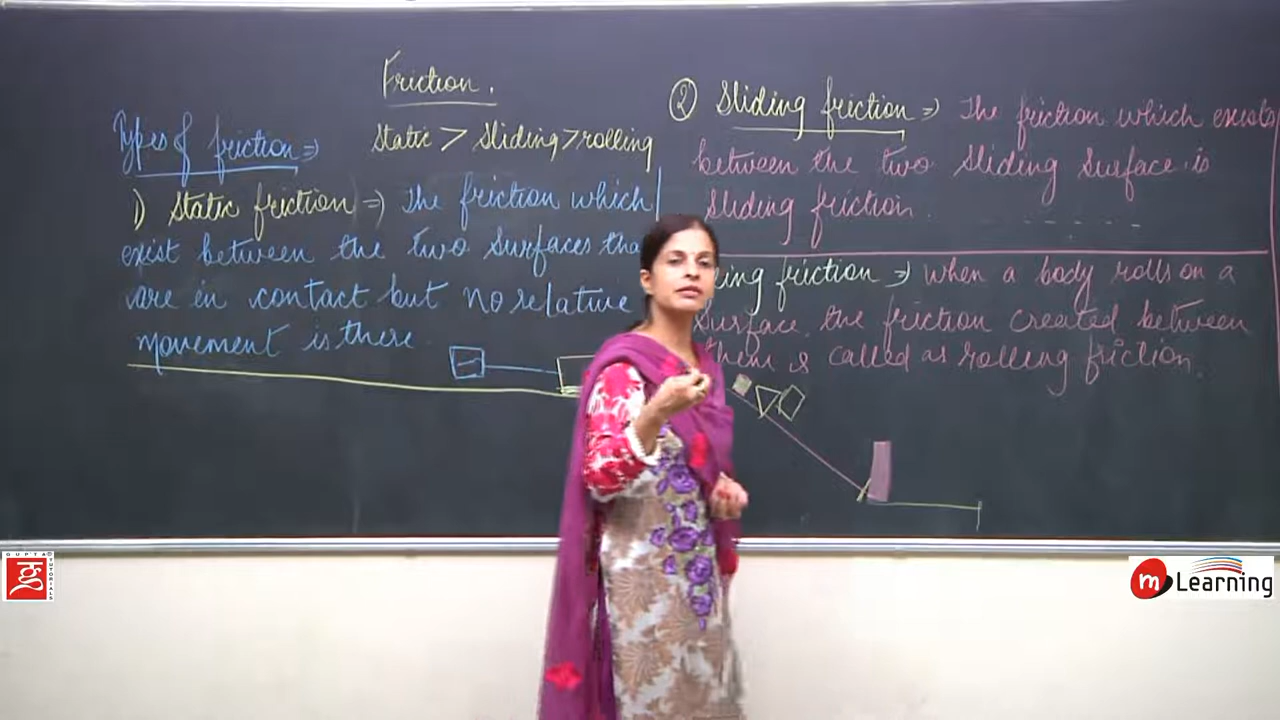 Friction.
Static > Sliding > rolling
Types of friction ⇒
1) Static friction ⇒ The friction which
exist between the two Surfaces tha
are in contact but no relative
movement is there.
② Sliding friction ⇒ The friction which exists
between the two Sliding Surface is
Sliding friction.
ing friction ⇒ when a body rolls on a
Surface, the friction created between
them is called as rolling friction.
GUPTA
TUTORIALS
m Learning